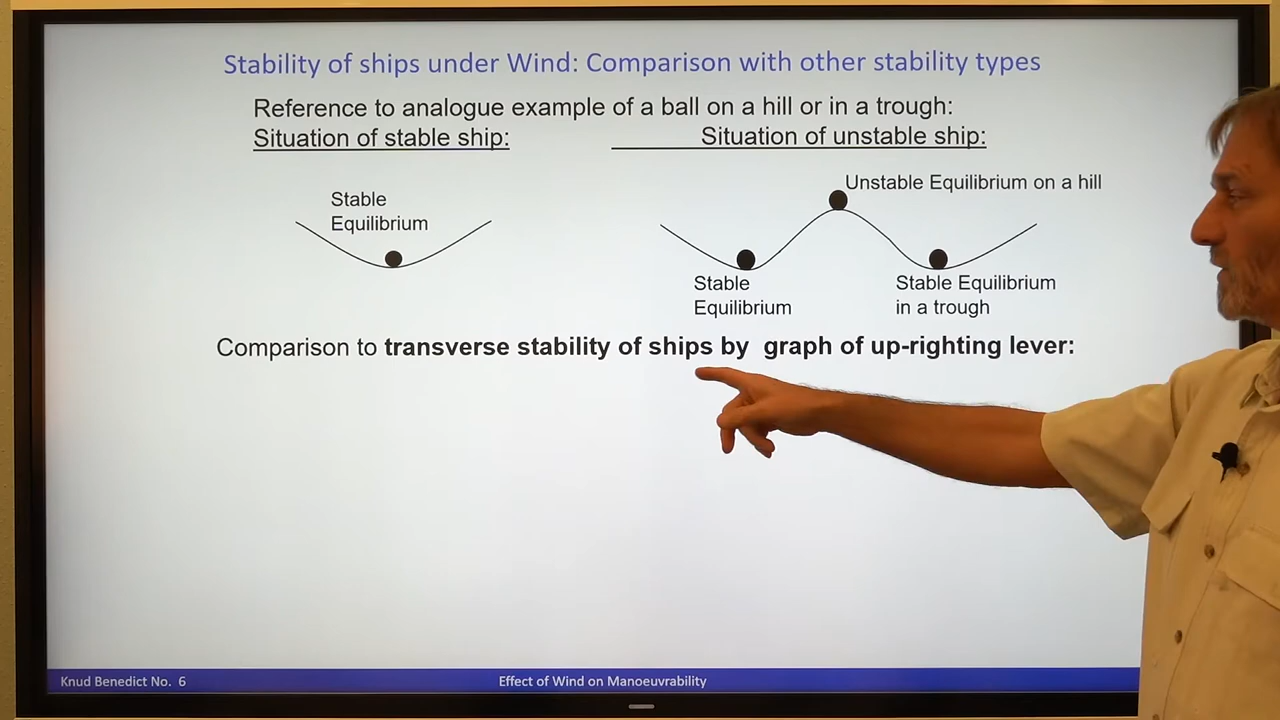 Stability of ships under Wind: Comparison with other stability types
Reference to analogue example of a ball on a hill or in a trough:
Situation of stable ship:
Situation of unstable ship:
Stable
Equilibrium
Unstable Equilibrium on a hill
Stable
Equilibrium
Stable Equilibrium
in a trough
Comparison to transverse stability of ships by graph of up-righting lever:
Knud Benedict No. 6
Effect of Wind on Manoeuvrability